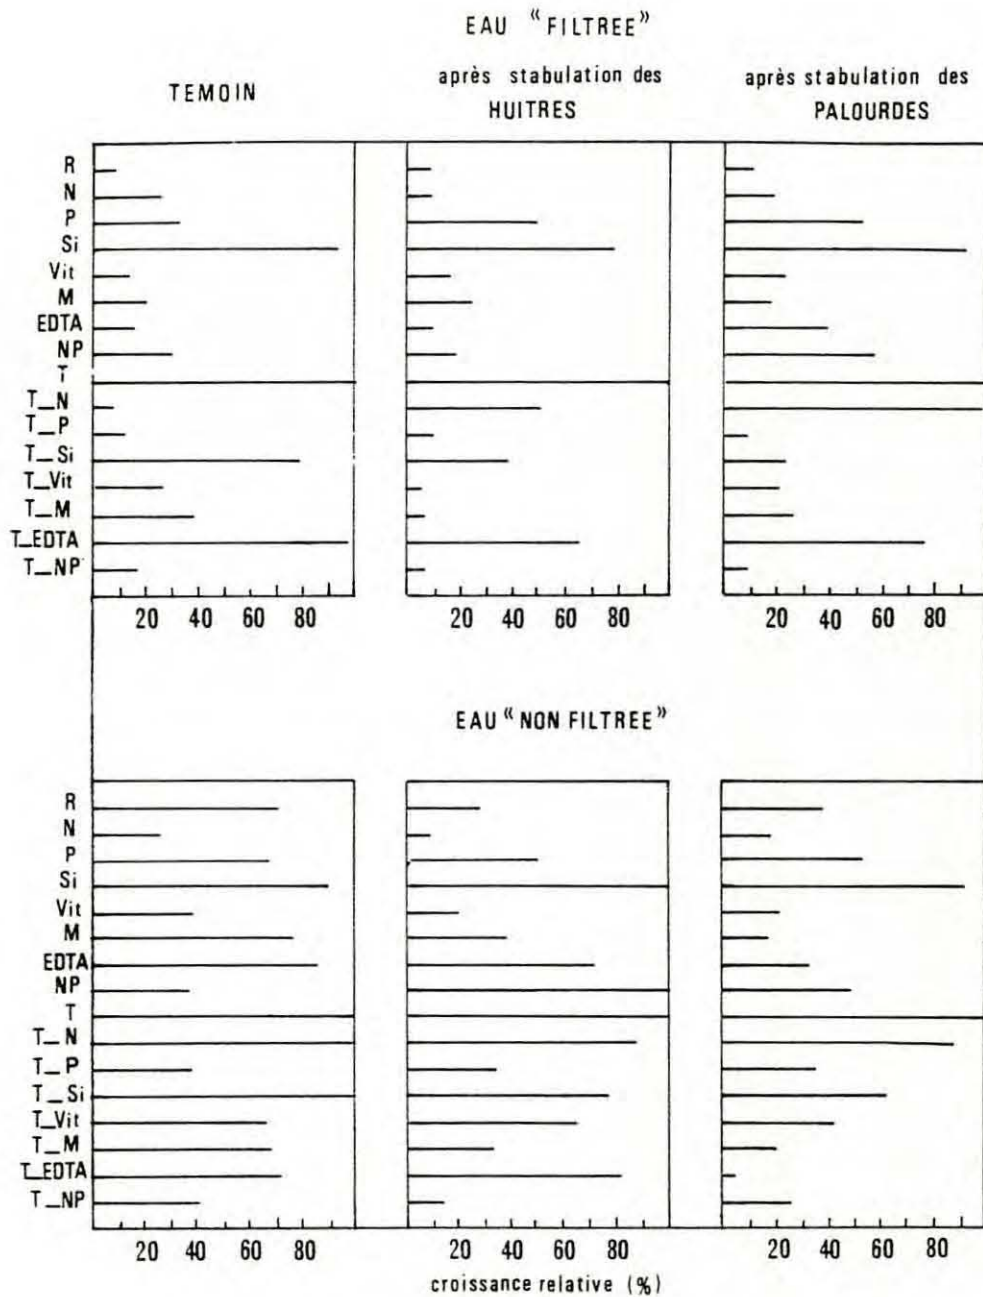 EAU “FILTREE”
TEMOIN
après stabulation des
HUITRES
après stabulation des
PALOURDES
R
N
P
Si
Vit
M
EDTA
NP
T
T_N
T_P
T_Si
T_Vit
T_M
T_EDTA
T_NP
20 40 60 80
20 40 60 80
20 40 60 80
EAU “NON FILTREE”
R
N
P
Si
Vit
M
EDTA
NP
T
T_N
T_P
T_Si
T_Vit
T_M
T_EDTA
T_NP
20 40 60 80
20 40 60 80
20 40 60 80
croissance relative (%)